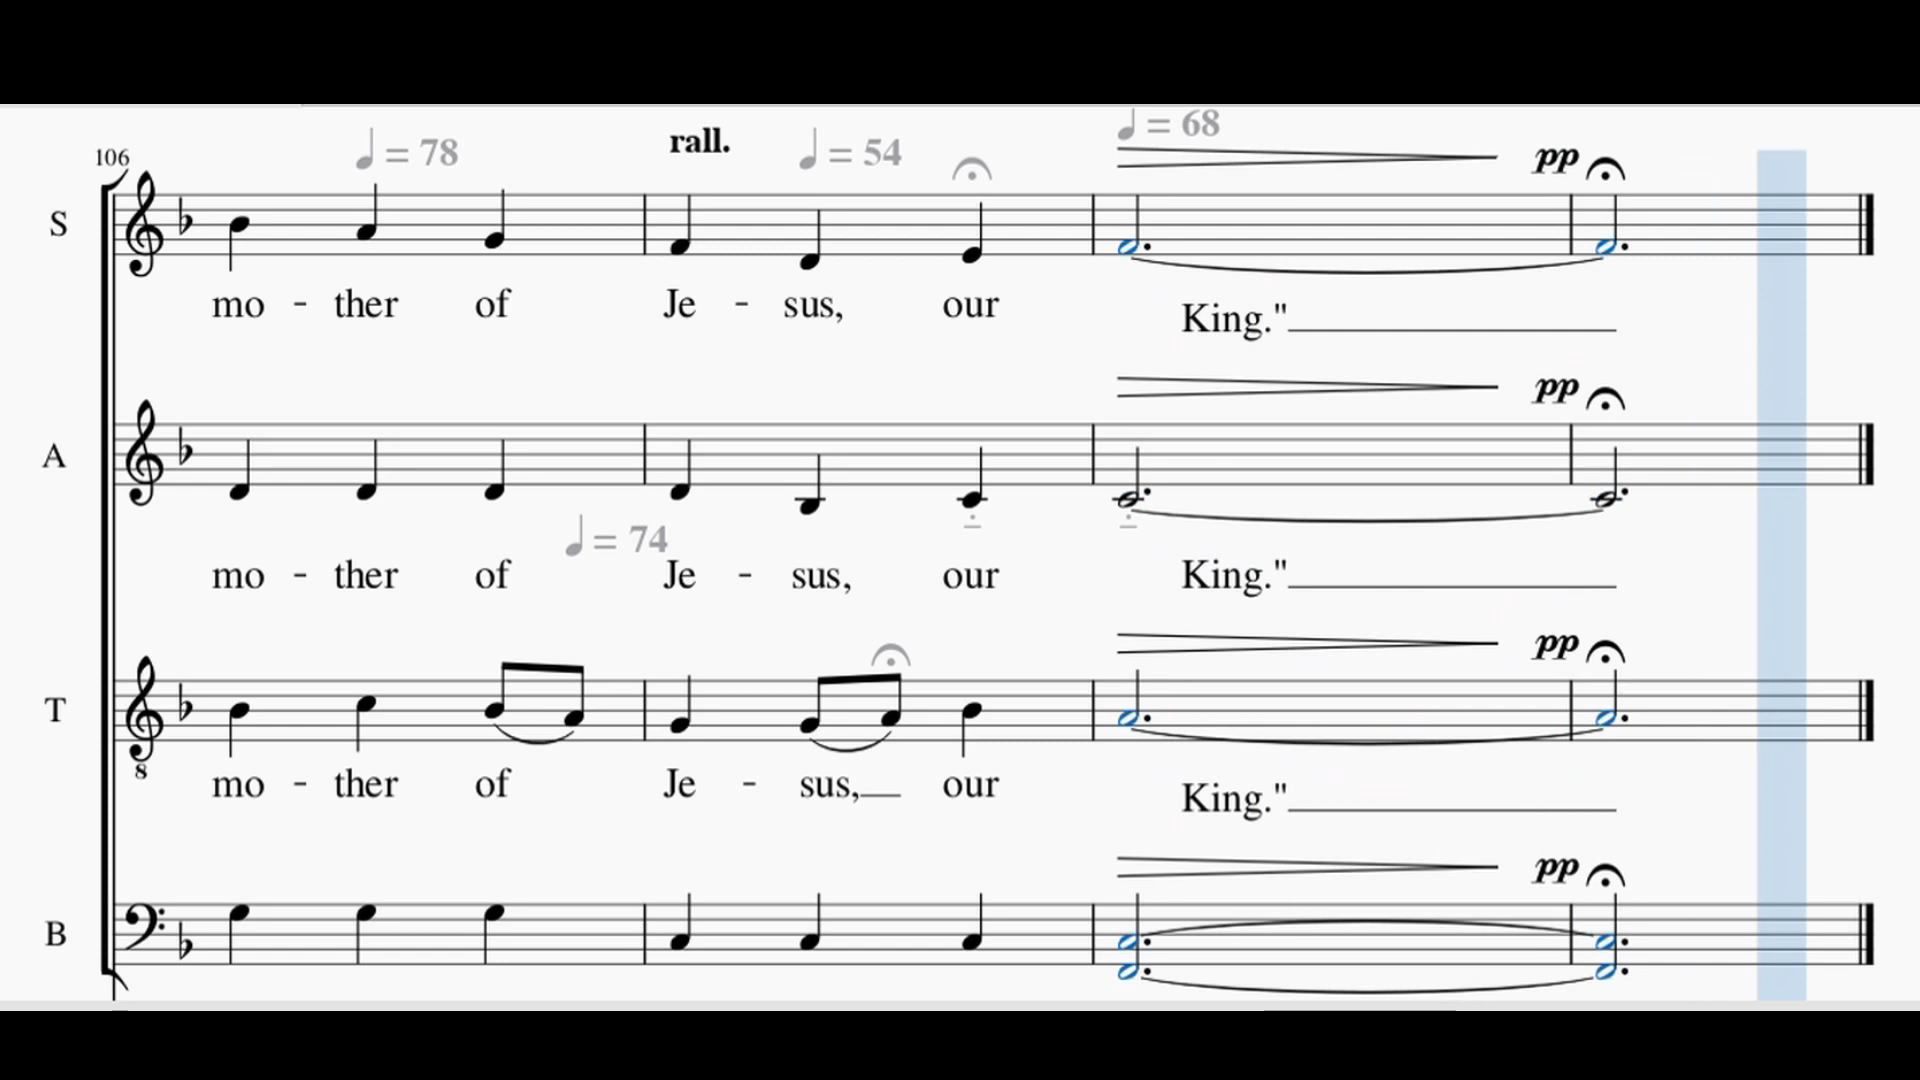 ♩ = 68
106 ♩ = 78 rall. ♩ = 54 pp
S
mo - ther of Je - sus, our King."
pp
A
♩ = 74
mo - ther of Je - sus, our King."
pp
T
8
mo - ther of Je - sus, our King."
pp
B